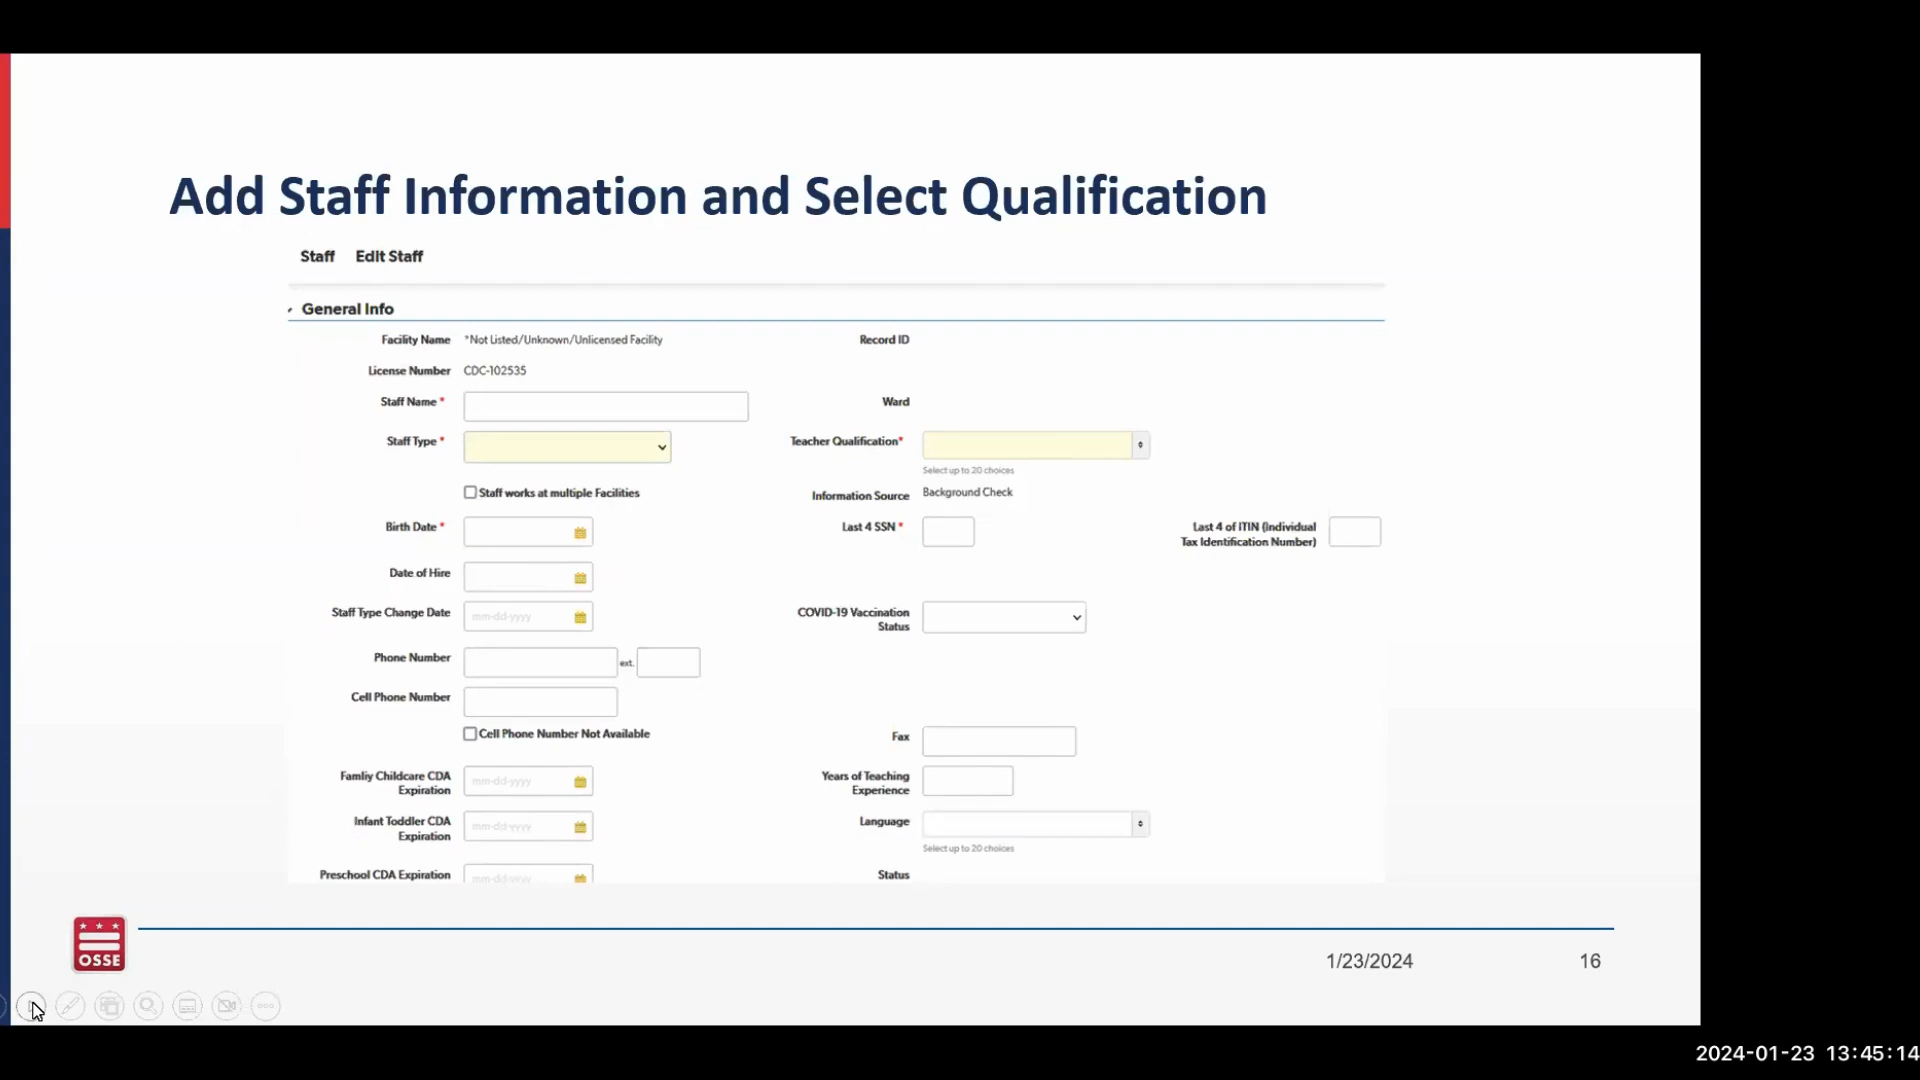 Add Staff Information and Select Qualification
Staff Edit Staff
General Info
Facility Name *Not Listed/Unknown/Unlicensed Facility Record ID
License Number CDC-102535
Staff Name * Ward
Staff Type * Teacher Qualification*
Select up to 20 choices
Staff works at multiple Facilities Information Source Background Check
Birth Date * Last 4 SSN * Last 4 of ITIN (Individual
Tax Identification Number)
Date of Hire
Staff Type Change Date mm-dd-yyyy COVID-19 Vaccination
Status
Phone Number ext.
Cell Phone Number
Cell Phone Number Not Available Fax
Famliy Childcare CDA mm-dd-yyyy Years of Teaching
Expiration Experience
Infant Toddler CDA mm-dd-yyyy Language
Expiration
Select up to 20 choices
Preschool CDA Expiration mm-dd-yyyy Status
OSSE
1/23/2024 16
2024-01-23 13:45:14